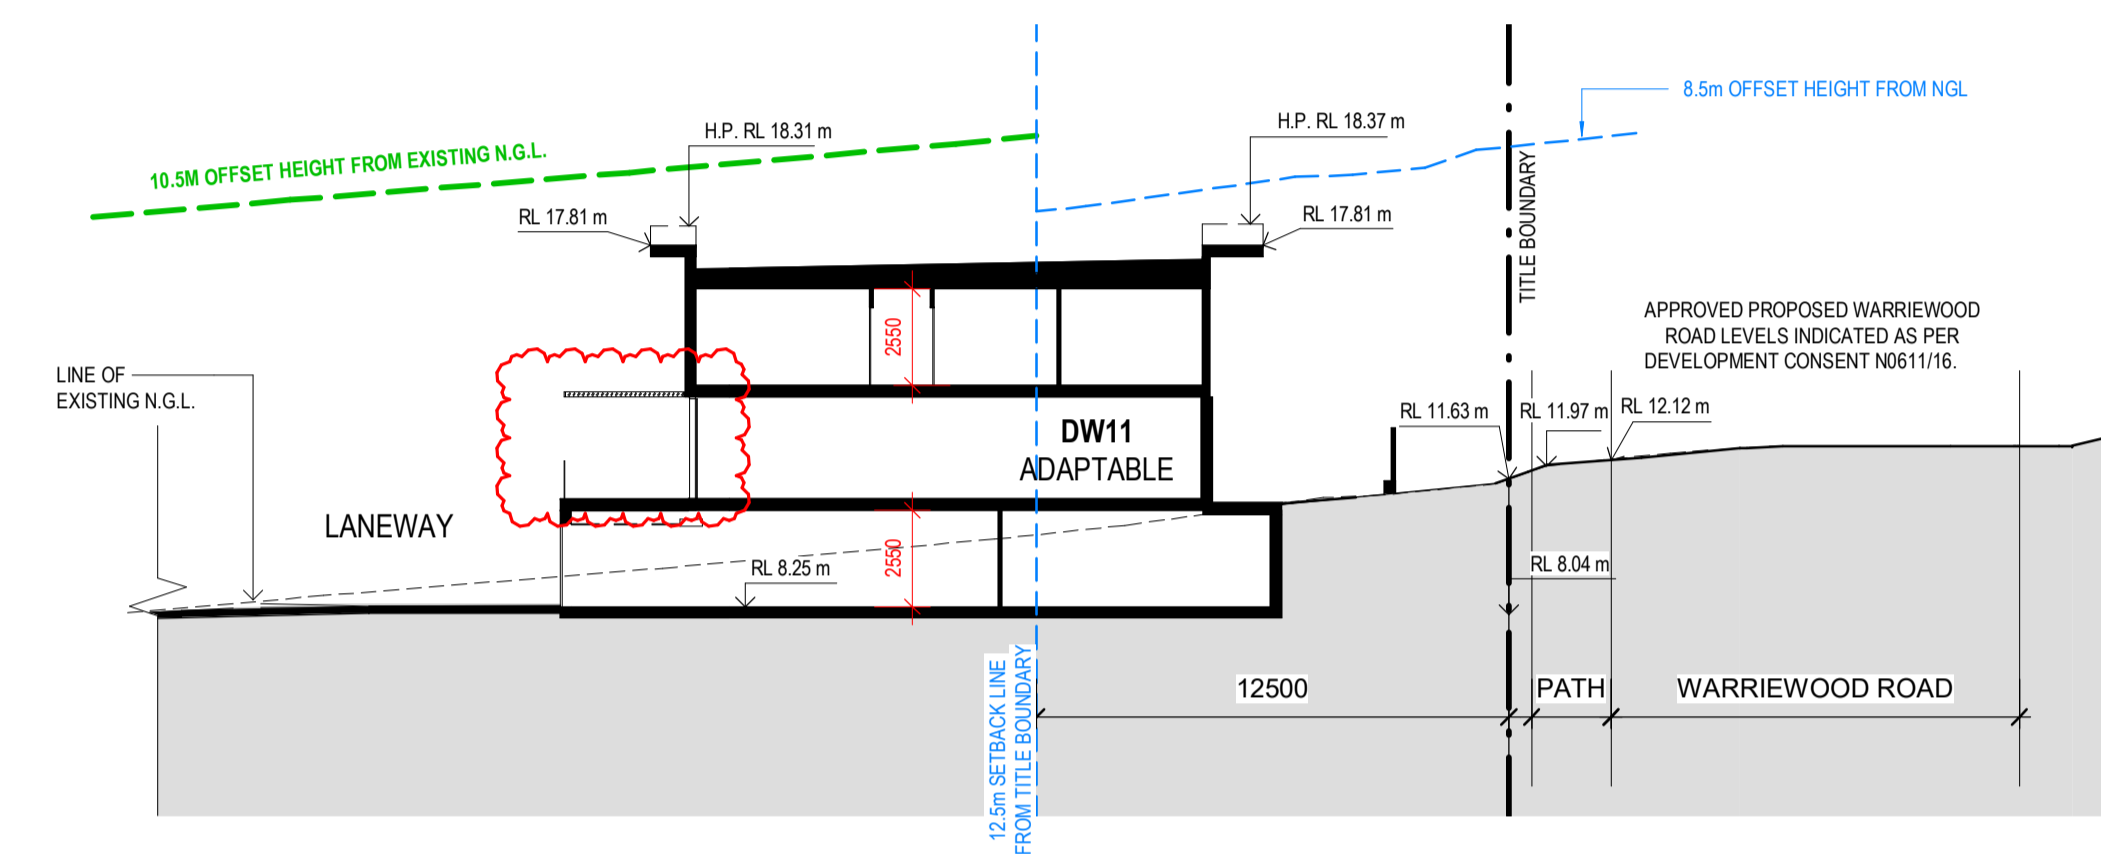 8.5m OFFSET HEIGHT FROM NGL
H.P. RL 18.31 m
H.P. RL 18.37 m
10.5M OFFSET HEIGHT FROM EXISTING N.G.L.
RL 17.81 m
RL 17.81 m
TITLE BOUNDARY
APPROVED PROPOSED WARRIEWOOD
ROAD LEVELS INDICATED AS PER
DEVELOPMENT CONSENT N0611/16.
2550
LINE OF
EXISTING N.G.L.
RL 11.63 m
RL 11.97 m
RL 12.12 m
DW11
ADAPTABLE
LANEWAY
2550
RL 8.25 m
RL 8.04 m
12.5m SETBACK LINE
FROM TITLE BOUNDARY
12500
PATH
WARRIEWOOD ROAD